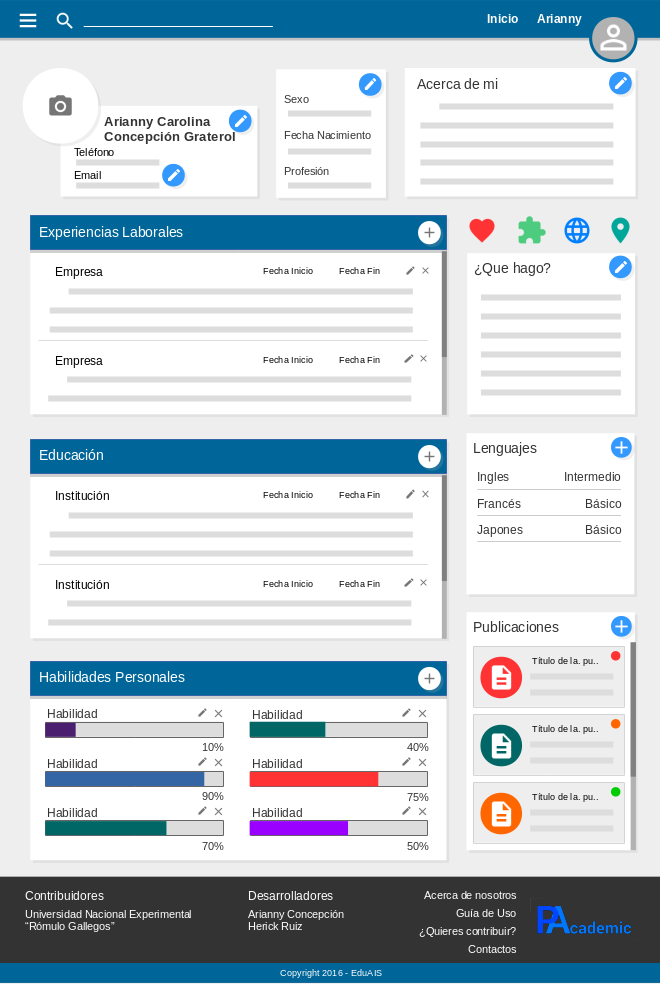 Inicio Arianny
Arianny Carolina
Concepción Graterol
Teléfono
Email
Sexo
Fecha Nacimiento
Profesión
Acerca de mi
Experiencias Laborales
Empresa Fecha Inicio Fecha Fin
Empresa Fecha Inicio Fecha Fin
¿Que hago?
Educación
Institución Fecha Inicio Fecha Fin
Institución Fecha Inicio Fecha Fin
Lenguajes
Ingles Intermedio
Francés Básico
Japones Básico
Publicaciones
Título de la. pu..
Título de la. pu..
Título de la. pu..
Habilidades Personales
Habilidad Habilidad
10% 40%
Habilidad Habilidad
90% 75%
Habilidad Habilidad
70% 50%
Contribuidores
Universidad Nacional Experimental
“Rómulo Gallegos”
Desarrolladores
Arianny Concepción
Herick Ruiz
Acerca de nosotros
Guía de Uso
¿Quieres contribuir?
Contactos
PAcademic
Copyright 2016 - EduAIS